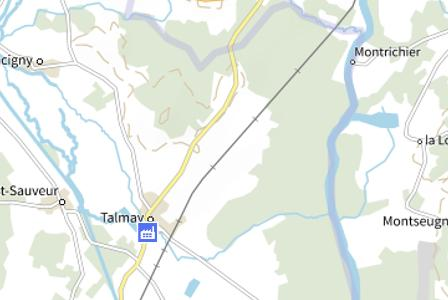 Montrichier
cigny
la Lo
t-Sauveur
Talmay
Montseugn